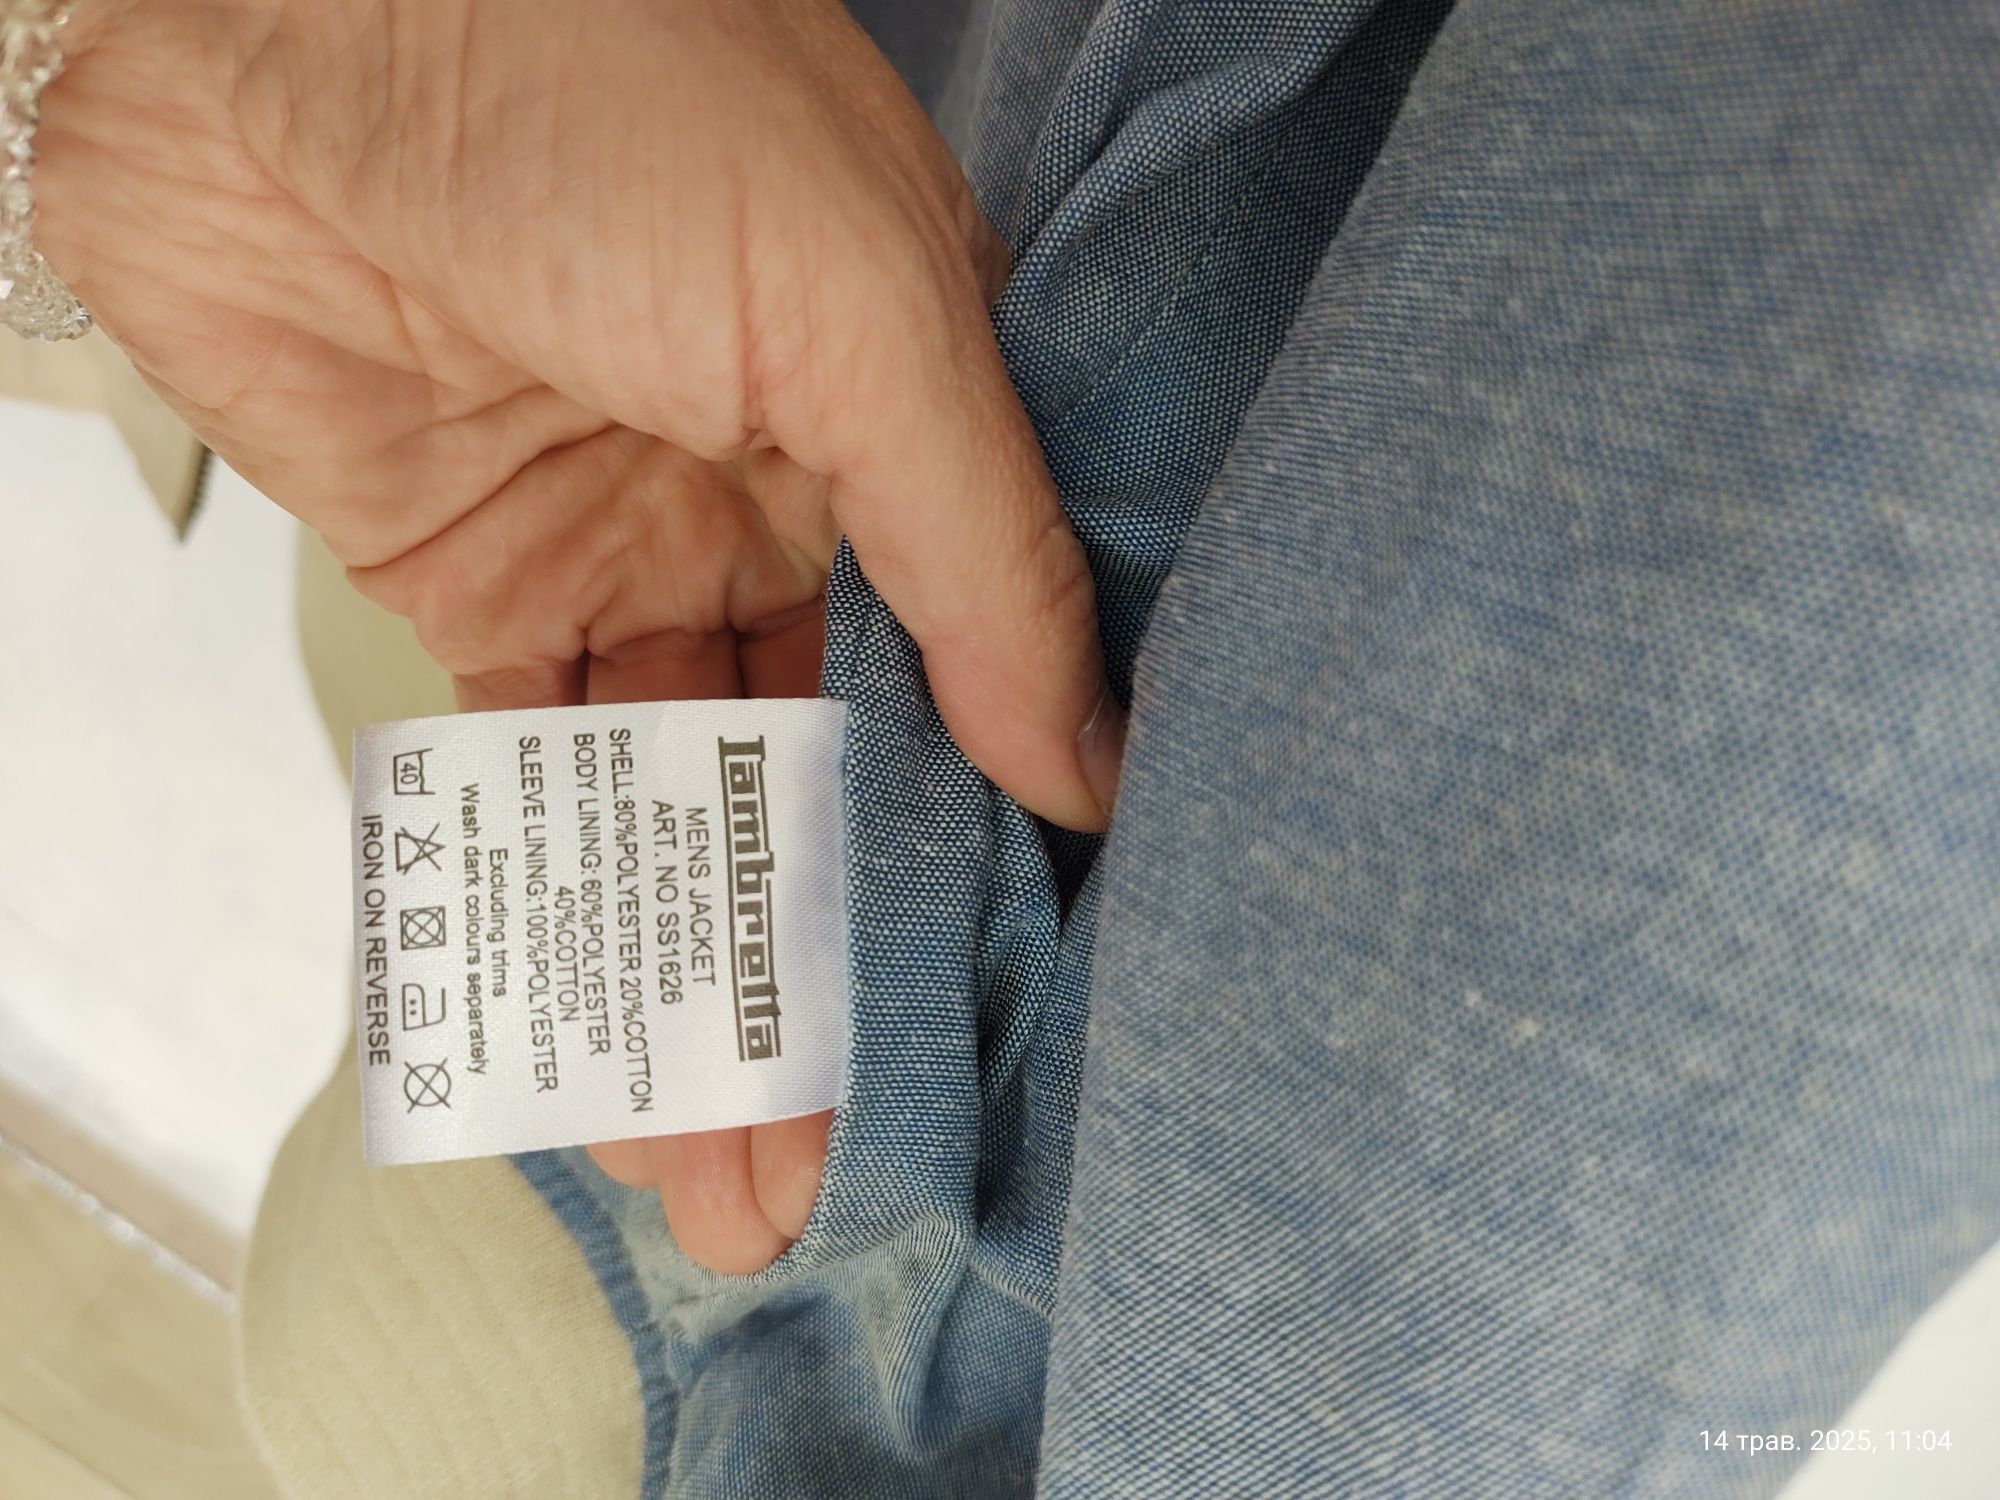 lambretta
MENS JACKET
ART. NO SS1626
SHELL:80%POLYESTER 20%COTTON
BODY LINING: 60%POLYESTER
40%COTTON
SLEEVE LINING:100%POLYESTER
Excluding trims
Wash dark colours separately
40
IRON ON REVERSE
14 трав. 2025, 11:04